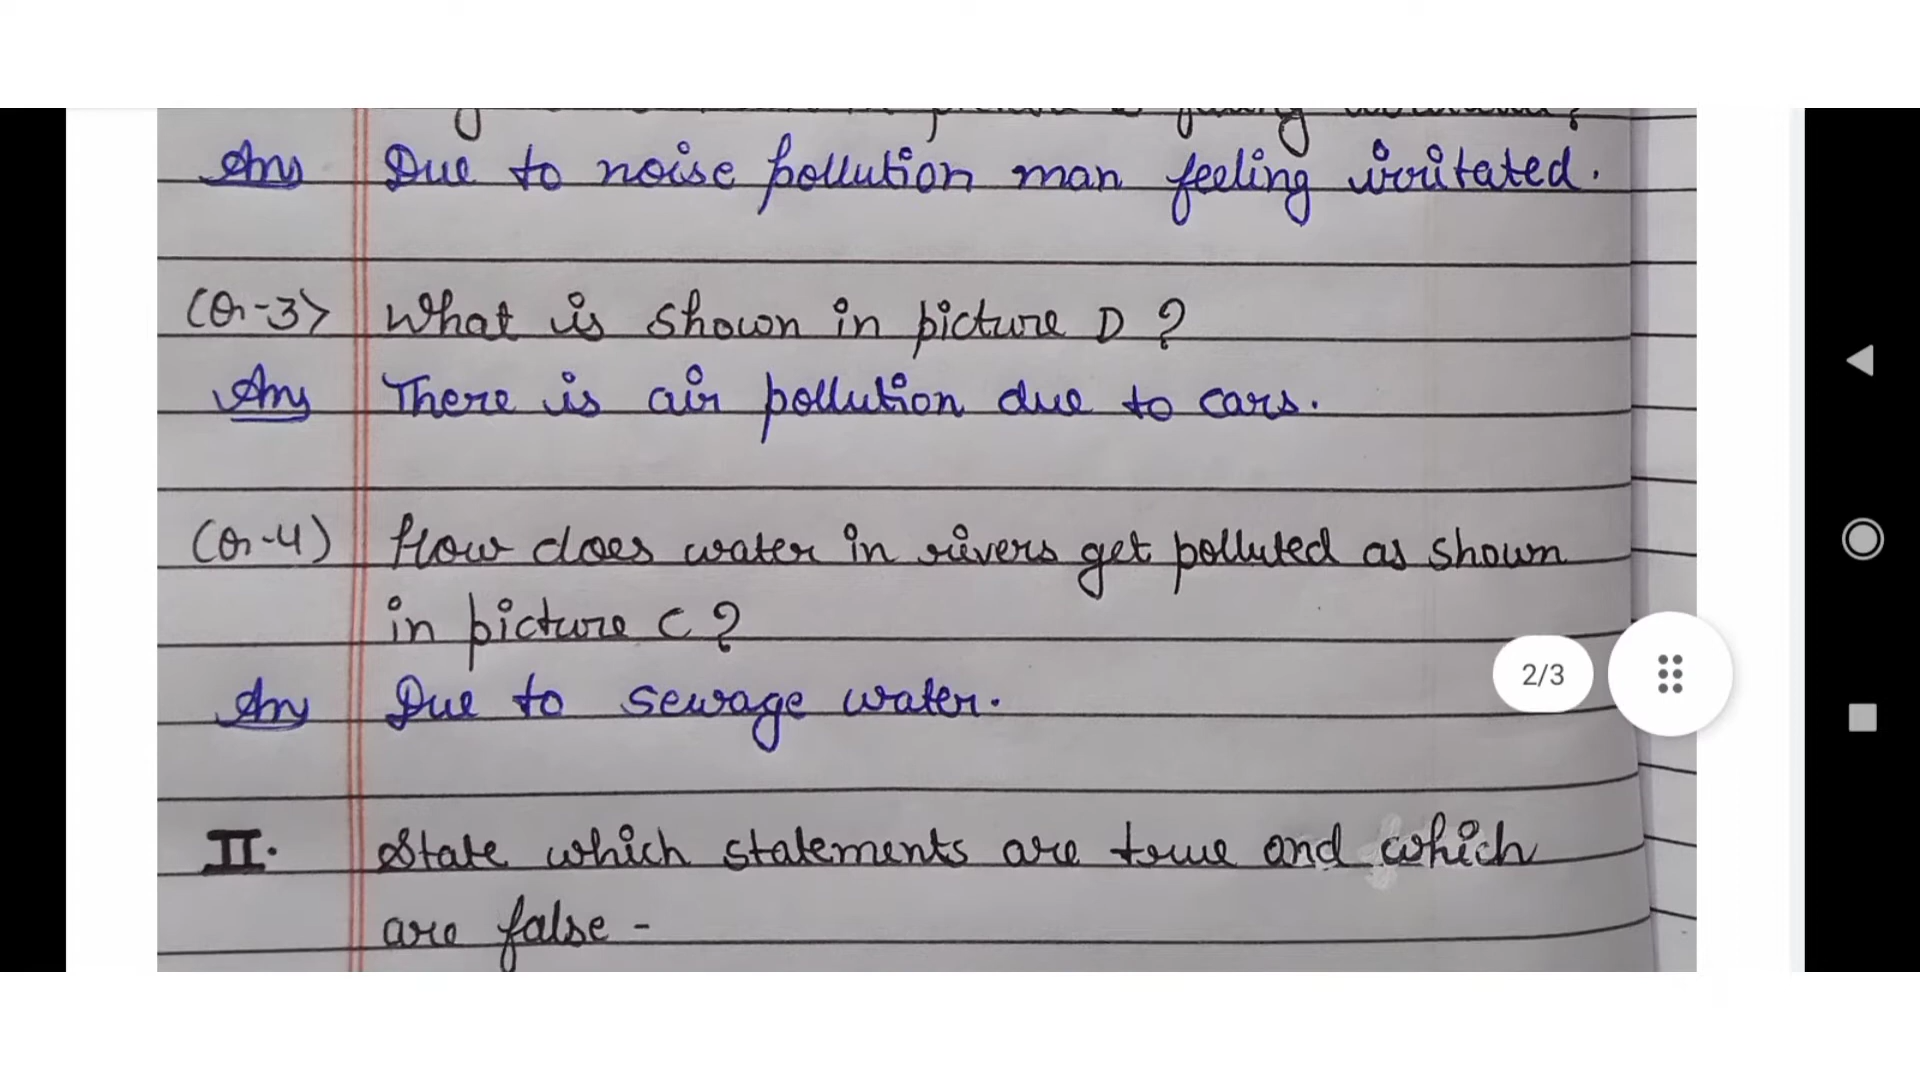 Ans Due to noise pollution man feeling irritated.
(Q-3) What is shown in picture D ?
Ans There is air pollution due to cars.
(Q-4) How does water in rivers get polluted as shown
in picture C ?
Ans Due to sewage water.
2/3
II. State which statements are true and which
are false -